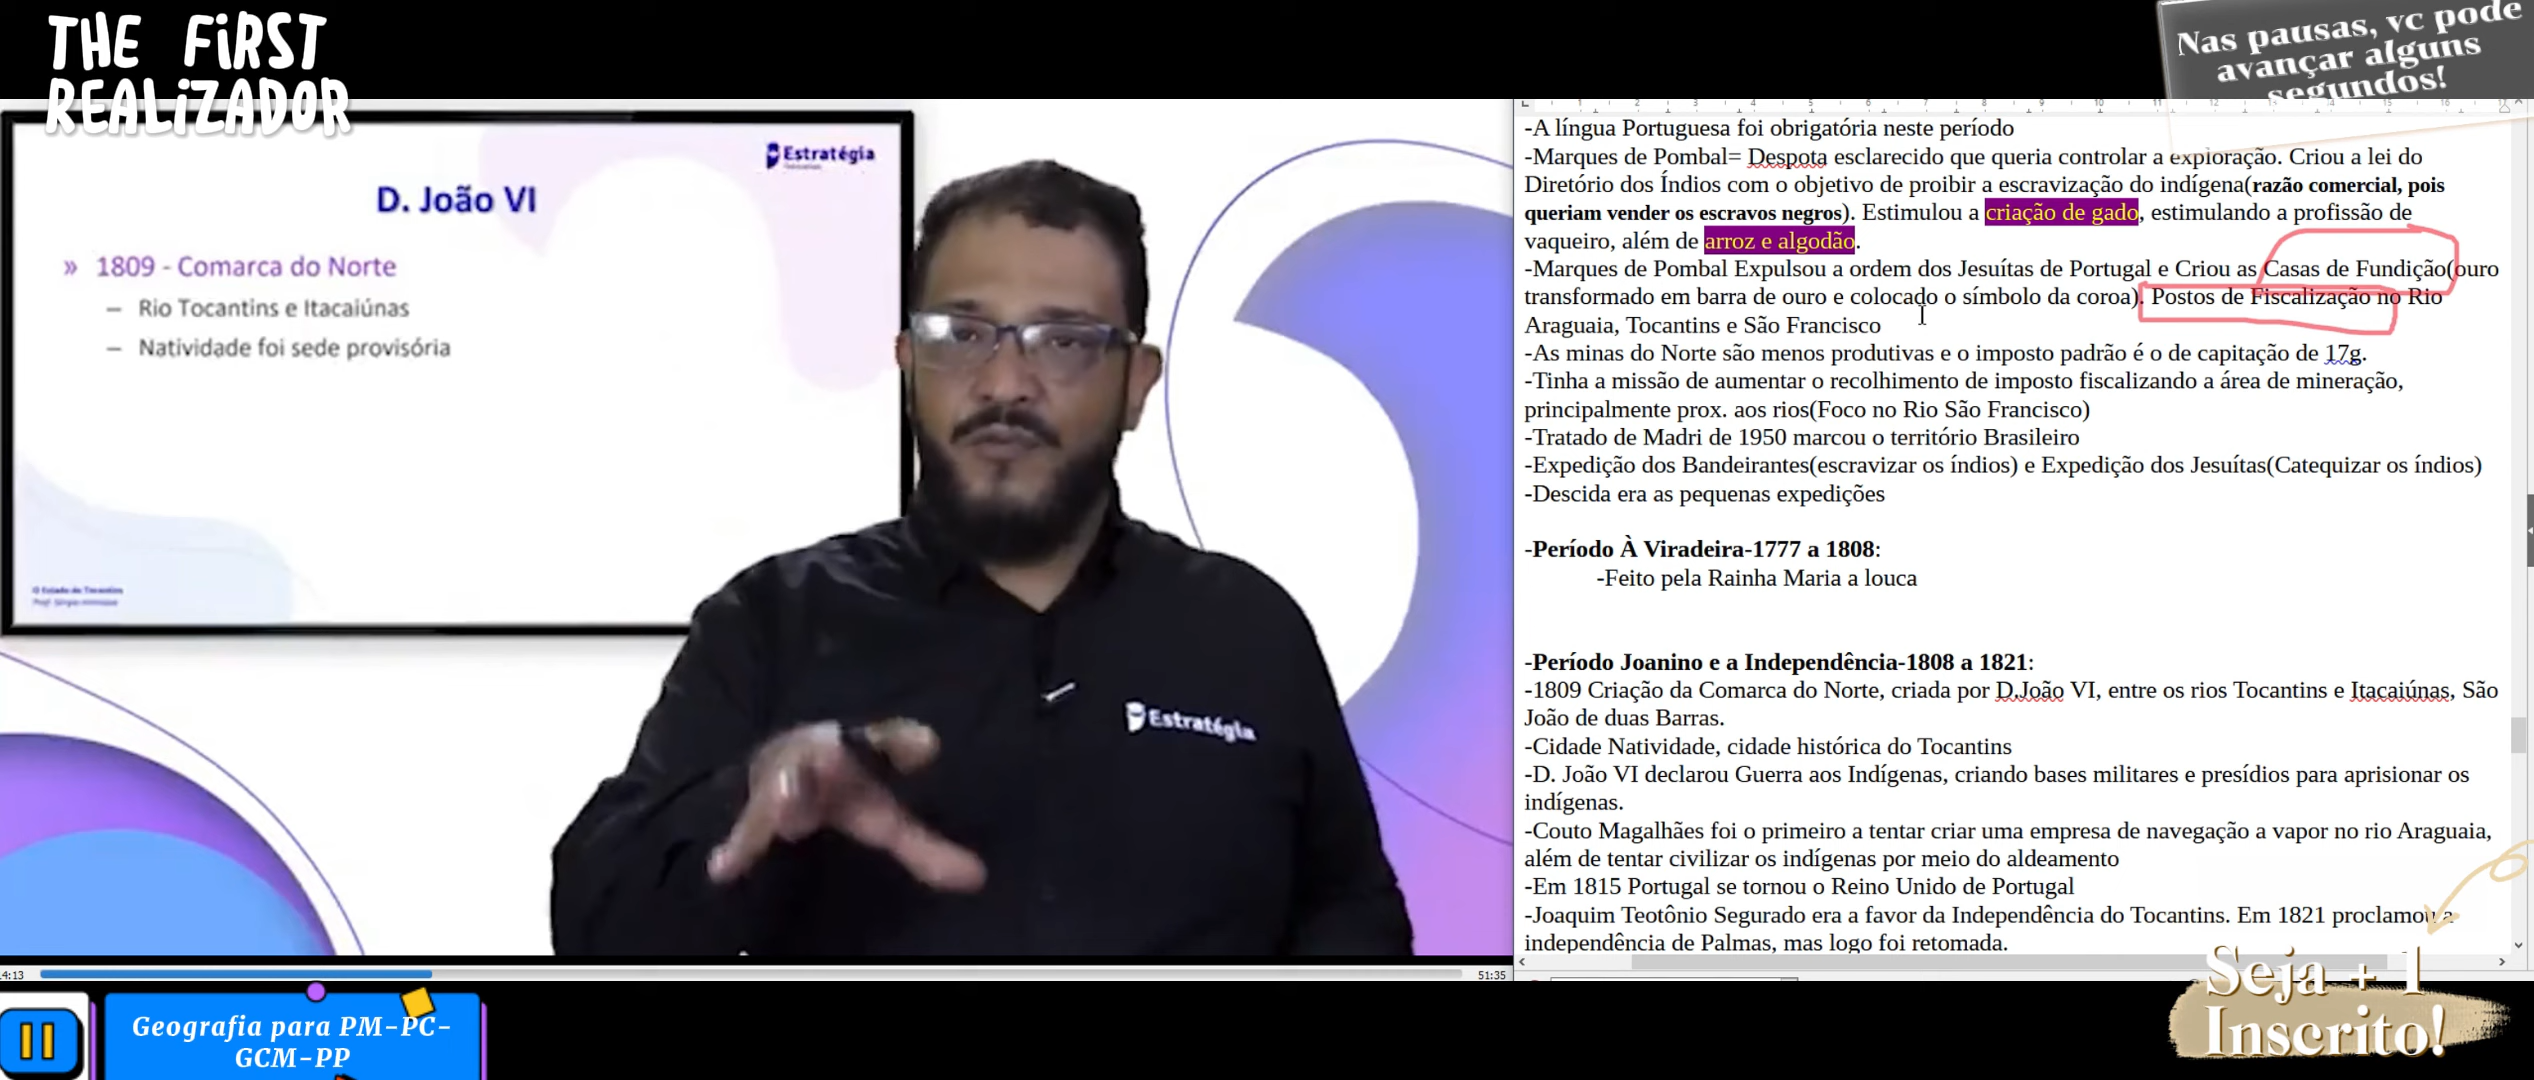 THE FiRST
REALiZADOR
Nas pausas, vc pode
avançar alguns
segundos!
Estratégia
D. João VI
» 1809 - Comarca do Norte
– Rio Tocantins e Itacaiúnas
– Natividade foi sede provisória
O Estado do Tocantins
Estratégia
-A língua Portuguesa foi obrigatória neste período
-Marques de Pombal= Despota esclarecido que queria controlar a exploração. Criou a lei do
Diretório dos Índios com o objetivo de proibir a escravização do indígena(razão comercial, pois
queriam vender os escravos negros). Estimulou a criação de gado, estimulando a profissão de
vaqueiro, além de arroz e algodão.
-Marques de Pombal Expulsou a ordem dos Jesuítas de Portugal e Criou as Casas de Fundição(ouro
transformado em barra de ouro e colocado o símbolo da coroa). Postos de Fiscalização no Rio
Araguaia, Tocantins e São Francisco
-As minas do Norte são menos produtivas e o imposto padrão é o de capitação de 17g.
-Tinha a missão de aumentar o recolhimento de imposto fiscalizando a área de mineração,
principalmente prox. aos rios(Foco no Rio São Francisco)
-Tratado de Madri de 1950 marcou o território Brasileiro
-Expedição dos Bandeirantes(escravizar os índios) e Expedição dos Jesuítas(Catequizar os índios)
-Descida era as pequenas expedições
-Período À Viradeira-1777 a 1808:
-Feito pela Rainha Maria a louca
-Período Joanino e a Independência-1808 a 1821:
-1809 Criação da Comarca do Norte, criada por D.João VI, entre os rios Tocantins e Itacaiúnas, São
João de duas Barras.
-Cidade Natividade, cidade histórica do Tocantins
-D. João VI declarou Guerra aos Indígenas, criando bases militares e presídios para aprisionar os
indígenas.
-Couto Magalhães foi o primeiro a tentar criar uma empresa de navegação a vapor no rio Araguaia,
além de tentar civilizar os indígenas por meio do aldeamento
-Em 1815 Portugal se tornou o Reino Unido de Portugal
-Joaquim Teotônio Segurado era a favor da Independência do Tocantins. Em 1821 proclamou a
independência de Palmas, mas logo foi retomada.
4:13
51:35
Geografia para PM-PC-
GCM-PP
Seja + 1
Inscrito!